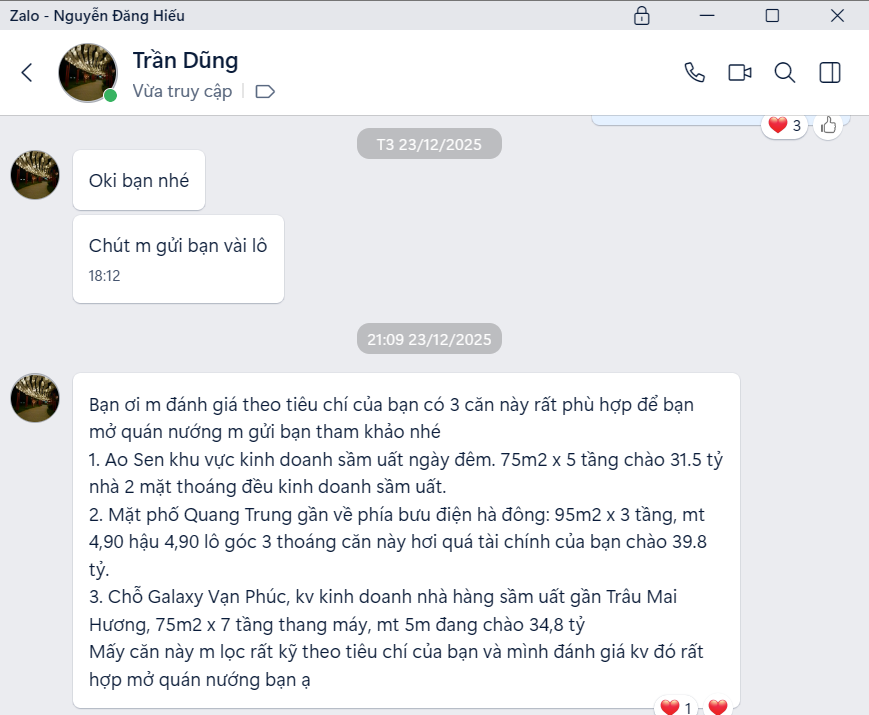 Zalo - Nguyễn Đăng Hiếu
Trần Dũng
Vừa truy cập
3
T3 23/12/2025
Oki bạn nhé
Chút m gửi bạn vài lô
18:12
21:09 23/12/2025
Bạn ơi m đánh giá theo tiêu chí của bạn có 3 căn này rất phù hợp để bạn
mở quán nướng m gửi bạn tham khảo nhé
1. Ao Sen khu vực kinh doanh sầm uất ngày đêm. 75m2 x 5 tầng chào 31.5 tỷ
nhà 2 mặt thoáng đều kinh doanh sầm uất.
2. Mặt phố Quang Trung gần về phía bưu điện hà đông: 95m2 x 3 tầng, mt
4,90 hậu 4,90 lô góc 3 thoáng căn này hơi quá tài chính của bạn chào 39.8
tỷ.
3. Chỗ Galaxy Vạn Phúc, kv kinh doanh nhà hàng sầm uất gần Trâu Mai
Hương, 75m2 x 7 tầng thang máy, mt 5m đang chào 34,8 tỷ
Mấy căn này m lọc rất kỹ theo tiêu chí của bạn và mình đánh giá kv đó rất
hợp mở quán nướng bạn ạ
1